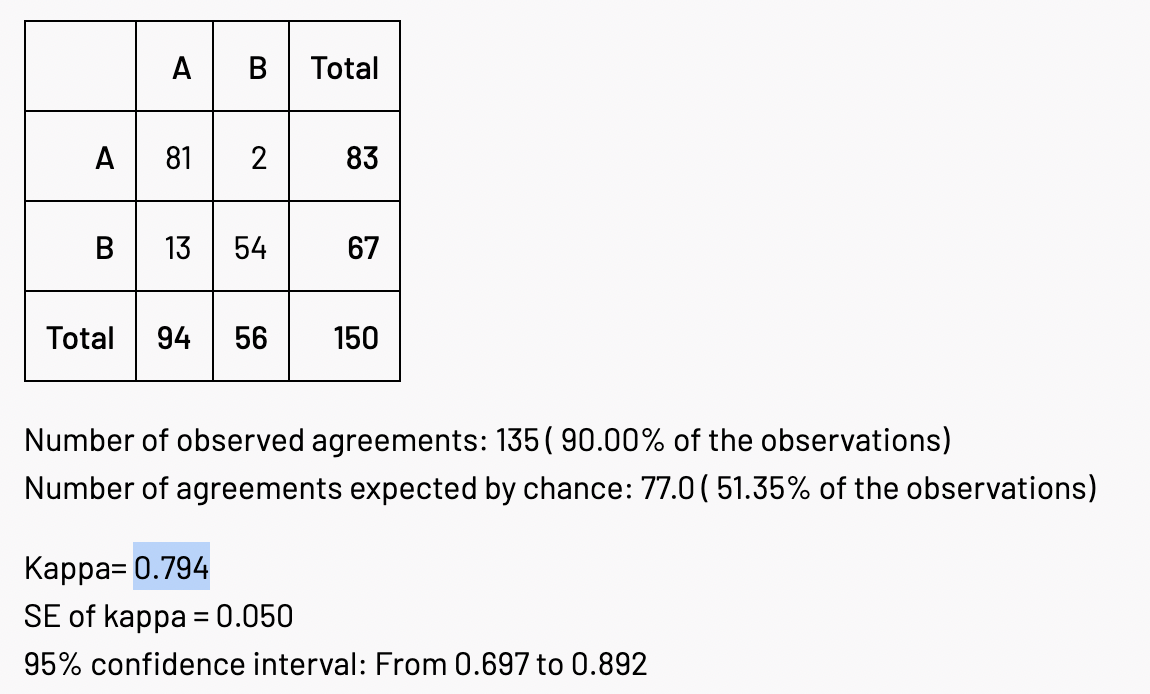 A B Total
A 81 2 83
B 13 54 67
Total 94 56 150
Number of observed agreements: 135 ( 90.00% of the observations)
Number of agreements expected by chance: 77.0 ( 51.35% of the observations)
Kappa= 0.794
SE of kappa = 0.050
95% confidence interval: From 0.697 to 0.892